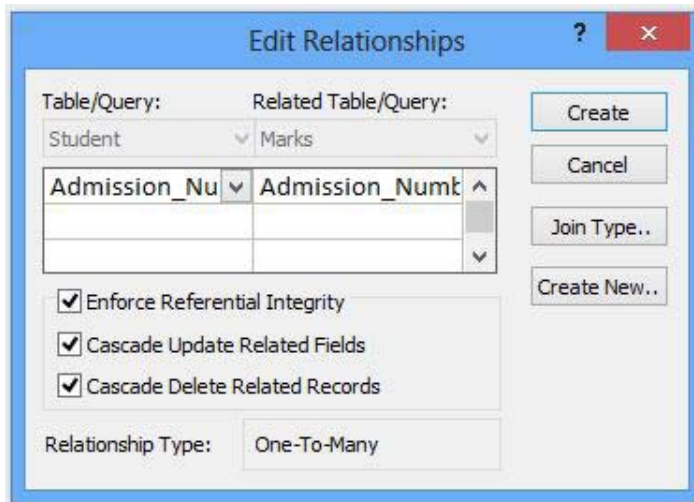 Edit Relationships
?
Table/Query:
Related Table/Query:
Student
Marks
Admission_Nu
Admission_Numb
Enforce Referential Integrity
Cascade Update Related Fields
Cascade Delete Related Records
Relationship Type:
One-To-Many
Create
Cancel
Join Type..
Create New..